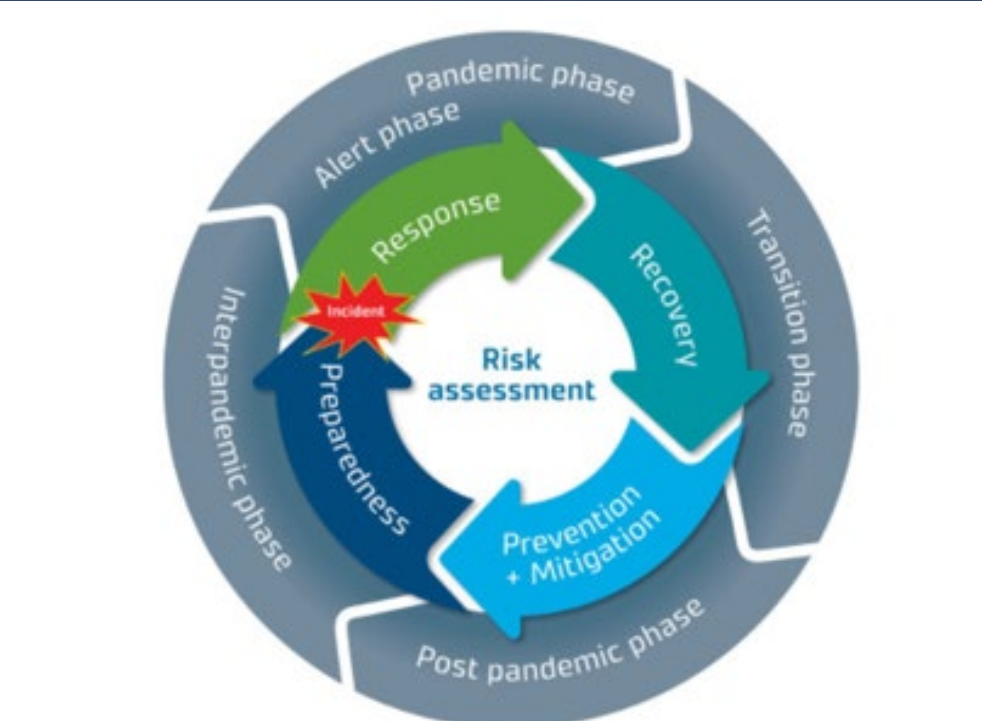 Pandemic phase
Alert phase
Response
Recovery
Transition phase
Incident
Interpandemic phase
Preparedness
Risk
assessment
Prevention
+ Mitigation
Post pandemic phase